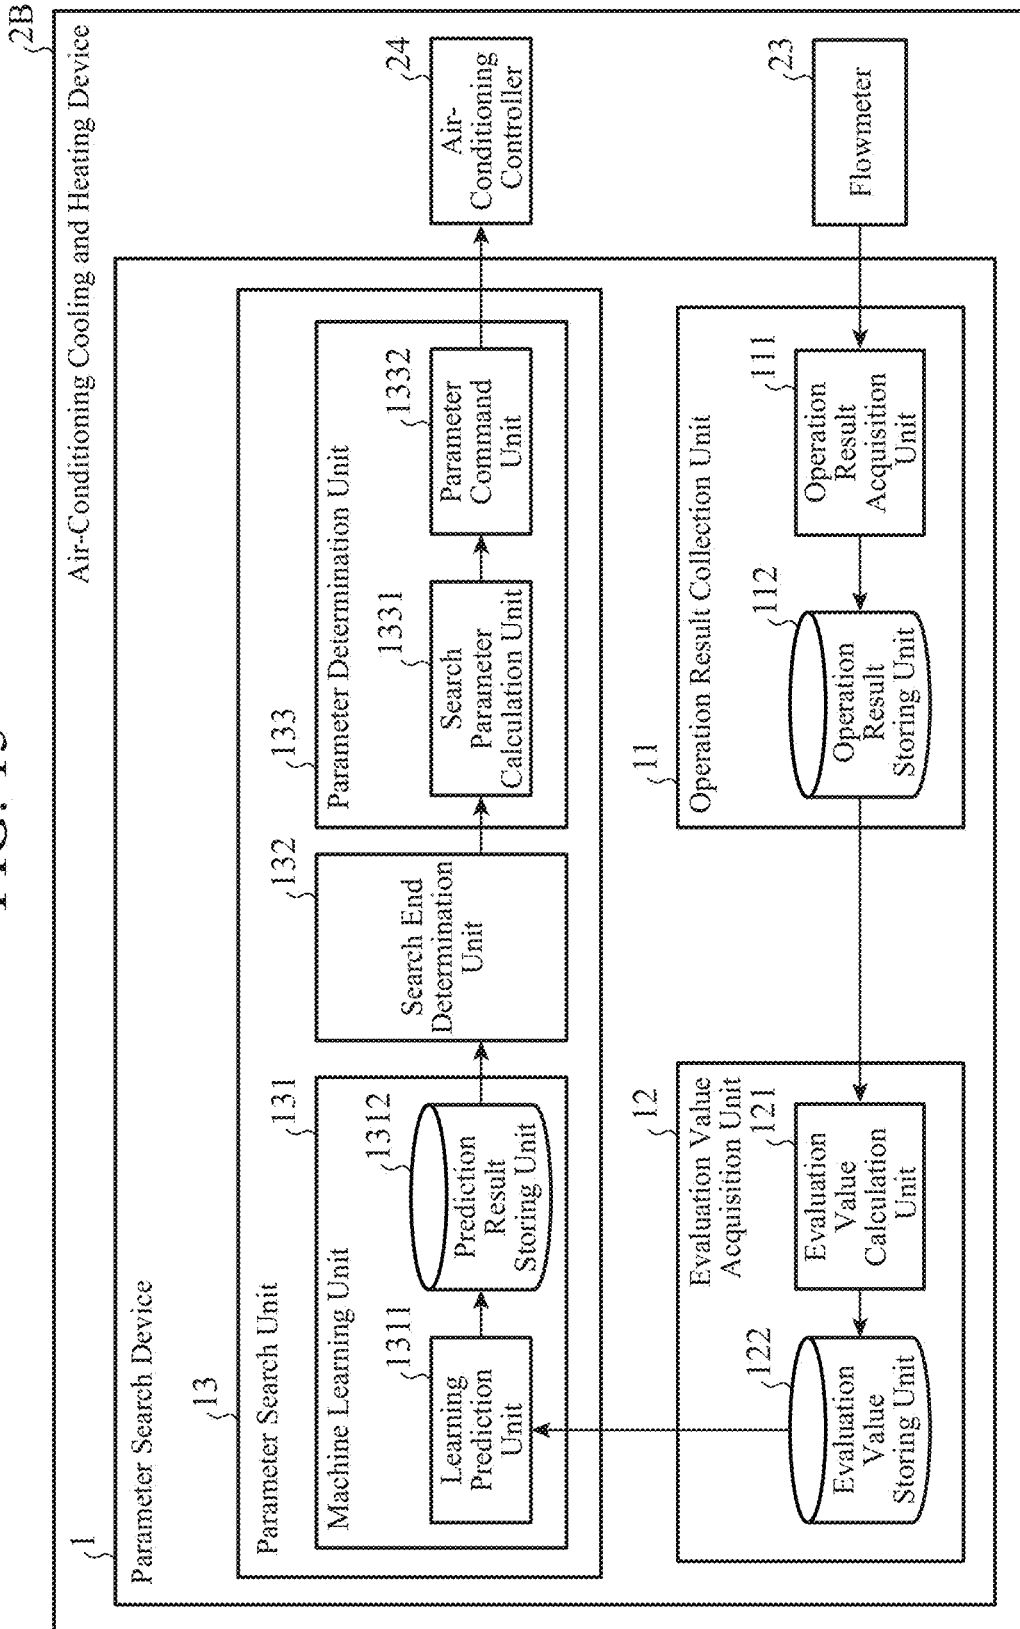 2B
Air-Conditioning Cooling and Heating Device
1
Parameter Search Device
13
Parameter Search Unit
131
Machine Learning Unit
1311
Learning
Prediction
Unit
1312
Prediction
Result
Storing Unit
132
Search End
Determination
Unit
133
Parameter Determination Unit
1331
Search
Parameter
Calculation Unit
1332
Parameter
Command
Unit
24
Air-
Conditioning
Controller
12
Evaluation Value
Acquisition Unit
122
Evaluation
Value
Storing Unit
121
Evaluation
Value
Calculation
Unit
11
Operation Result Collection Unit
112
Operation
Result
Storing Unit
111
Operation
Result
Acquisition
Unit
23
Flowmeter